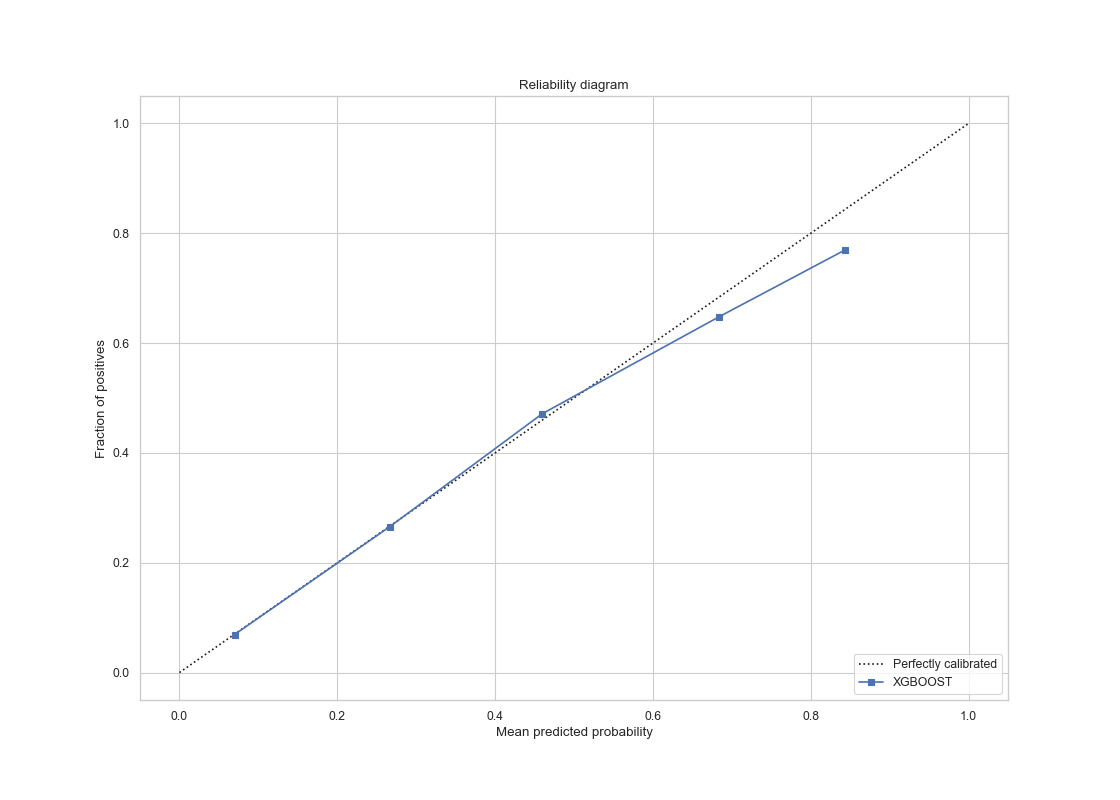 Reliability diagram
1.0
0.8
0.6
0.4
0.2
0.0
Fraction of positives
0.0 0.2 0.4 0.6 0.8 1.0
Mean predicted probability
Perfectly calibrated
XGBOOST